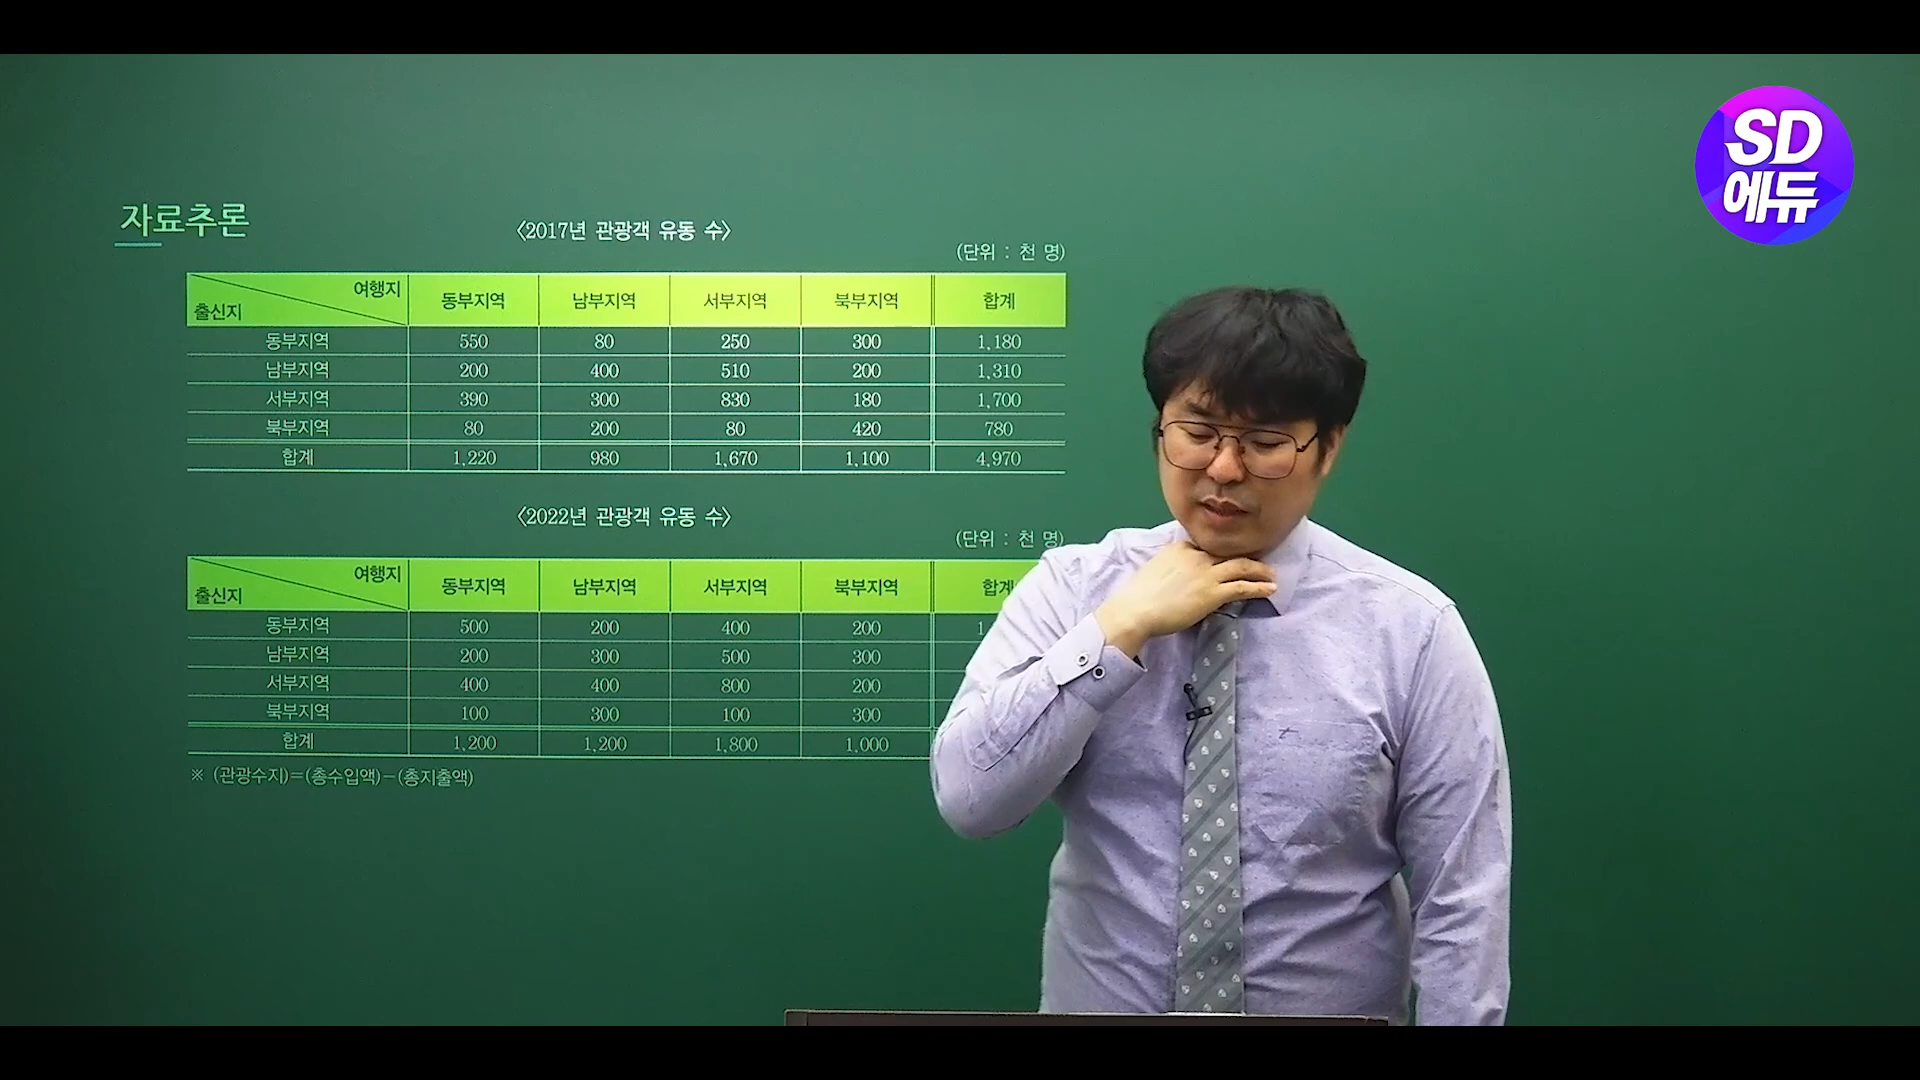 SD
에듀
자료추론
〈2017년 관광객 유동 수〉
(단위 : 천 명)
여행지
출신지 동부지역 남부지역 서부지역 북부지역 합계
동부지역 550 80 250 300 1,180
남부지역 200 400 510 200 1,310
서부지역 390 300 830 180 1,700
북부지역 80 200 80 420 780
합계 1,220 980 1,670 1,100 4,970
〈2022년 관광객 유동 수〉
(단위 : 천 명)
여행지
출신지 동부지역 남부지역 서부지역 북부지역 합계
동부지역 500 200 400 200
남부지역 200 300 500 300
서부지역 400 400 800 200
북부지역 100 300 100 300
합계 1,200 1,200 1,800 1,000
※ (관광수지)=(총수입액)-(총지출액)